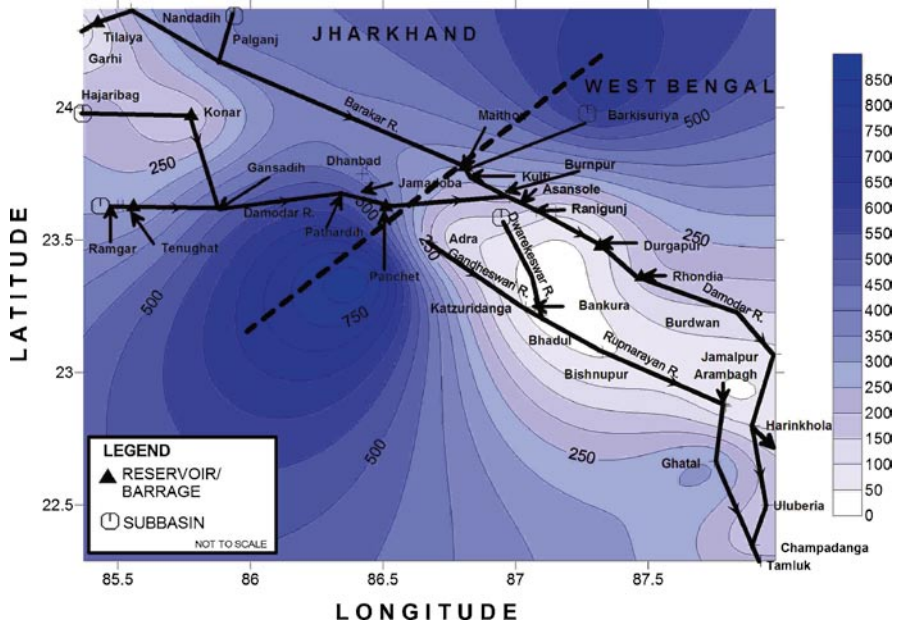 Nandadih
Tilaiya
Palganj
JHARKHAND
Garhi
Hajaribag
WEST BENGAL
24
Konar
Barakar R.
Maithon
Barkisuriya
500
250
Dhanbad
Burnpur
Gansadih
Kulti
Jamadoba
Asansole
500
Damodar R.
Ranigunj
Pathardih
Ramgar
Tenughat
23.5
250
Adra
Dwarekeswar R.
Durgapur
250
Panchet
Gandheswari R.
Rhondia
500
750
Katzuridanga
Bankura
Damodar R.
Burdwan
Bhadul
Rupnarayan R.
23
Bishnupur
Jamalpur
Arambagh
Harinkhola
500
250
Ghatal
22.5
Uluberia
Champadanga
Tamluk
LEGEND
RESERVOIR/
BARRAGE
SUBBASIN
NOT TO SCALE
85.5 86 86.5 87 87.5
LONGITUDE
LATITUDE
850
800
750
700
650
600
550
500
450
400
350
300
250
200
150
100
50
0